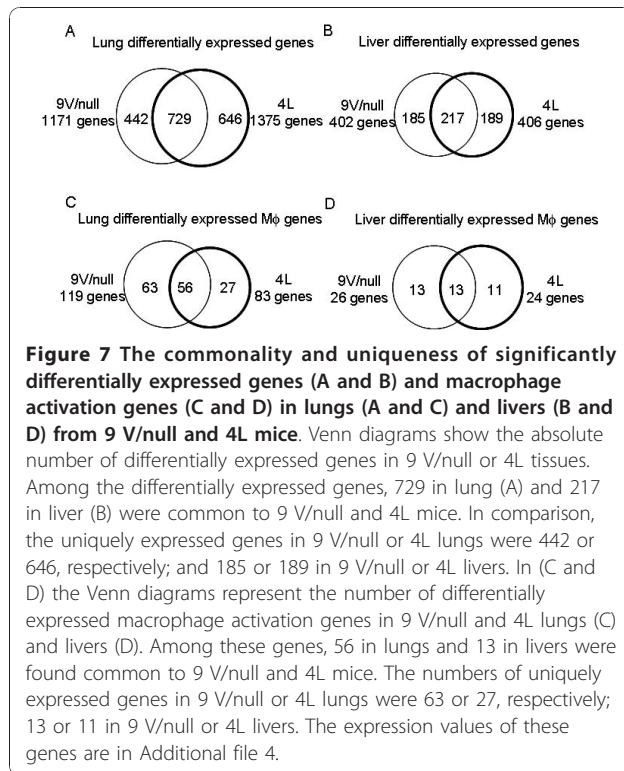 A
Lung differentially expressed genes
9V/null
1171 genes
442
729
646
4L
1375 genes
B
Liver differentially expressed genes
9V/null
402 genes
185
217
189
4L
406 genes
C
Lung differentially expressed Mϕ genes
9V/null
119 genes
63
56
27
4L
83 genes
D
Liver differentially expressed Mϕ genes
9V/null
26 genes
13
13
11
4L
24 genes
Figure 7 The commonality and uniqueness of significantly
differentially expressed genes (A and B) and macrophage
activation genes (C and D) in lungs (A and C) and livers (B and
D) from 9 V/null and 4L mice. Venn diagrams show the absolute
number of differentially expressed genes in 9 V/null or 4L tissues.
Among the differentially expressed genes, 729 in lung (A) and 217
in liver (B) were common to 9 V/null and 4L mice. In comparison,
the uniquely expressed genes in 9 V/null or 4L lungs were 442 or
646, respectively; and 185 or 189 in 9 V/null or 4L livers. In (C and
D) the Venn diagrams represent the number of differentially
expressed macrophage activation genes in 9 V/null and 4L lungs (C)
and livers (D). Among these genes, 56 in lungs and 13 in livers were
found common to 9 V/null and 4L mice. The numbers of uniquely
expressed genes in 9 V/null or 4L lungs were 63 or 27, respectively;
13 or 11 in 9 V/null or 4L livers. The expression values of these
genes are in Additional file 4.